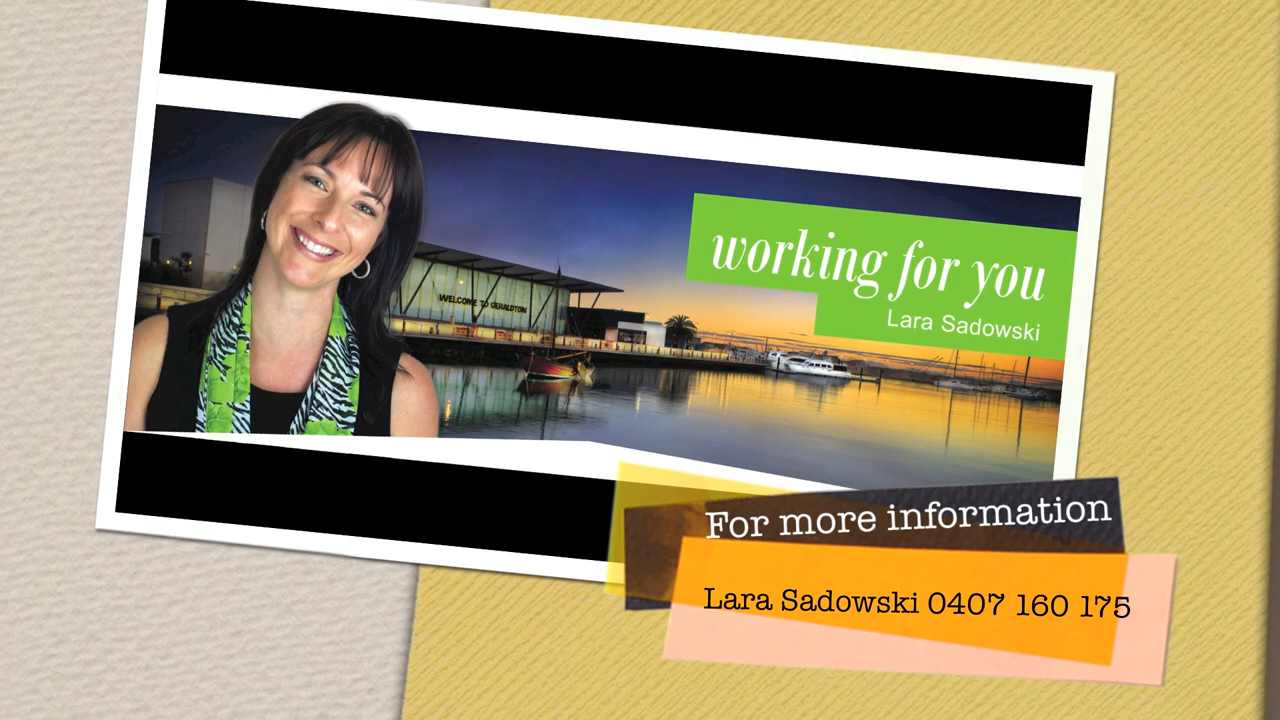 WELCOME TO GERALDTON
working for you
Lara Sadowski
For more information
Lara Sadowski 0407 160 175